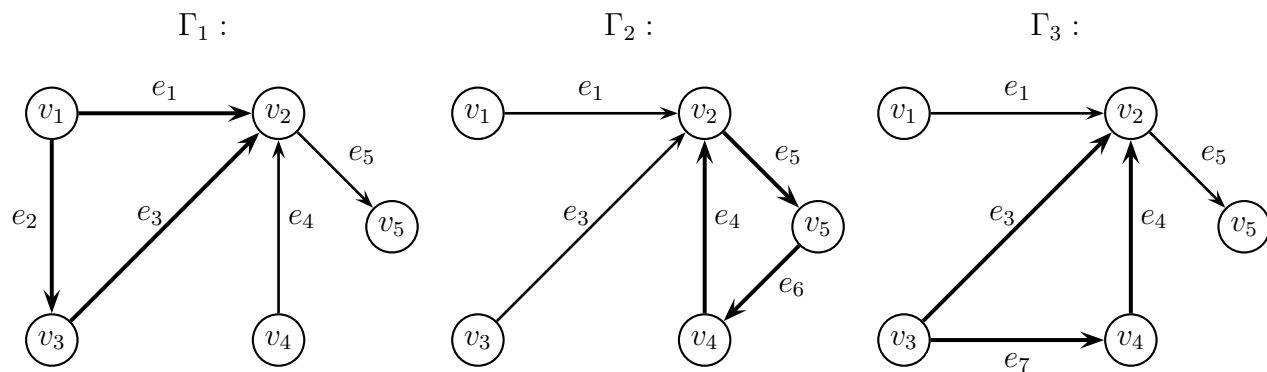 Γ₁ :
Γ₂ :
Γ₃ :
v₁ e₁ v₂
v₁ e₁ v₂
v₁ e₁ v₂
e₅
e₅
e₅
e₂ e₃ e₄ v₅
e₃ e₄ v₅
e₃ e₄ v₅
e₆
v₃ v₄
v₃ v₄
v₃ v₄
e₇